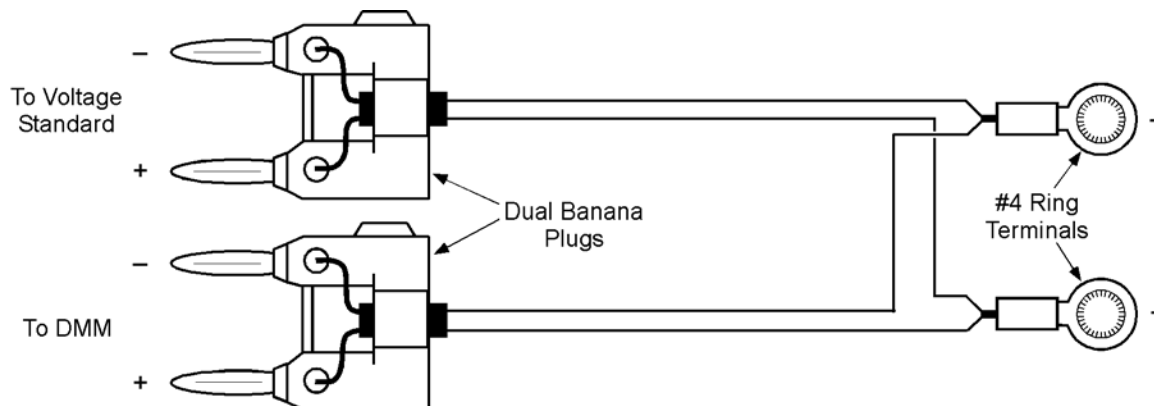 −
To Voltage
Standard
+
Dual Banana
Plugs
#4 Ring
Terminals
−
To DMM
+